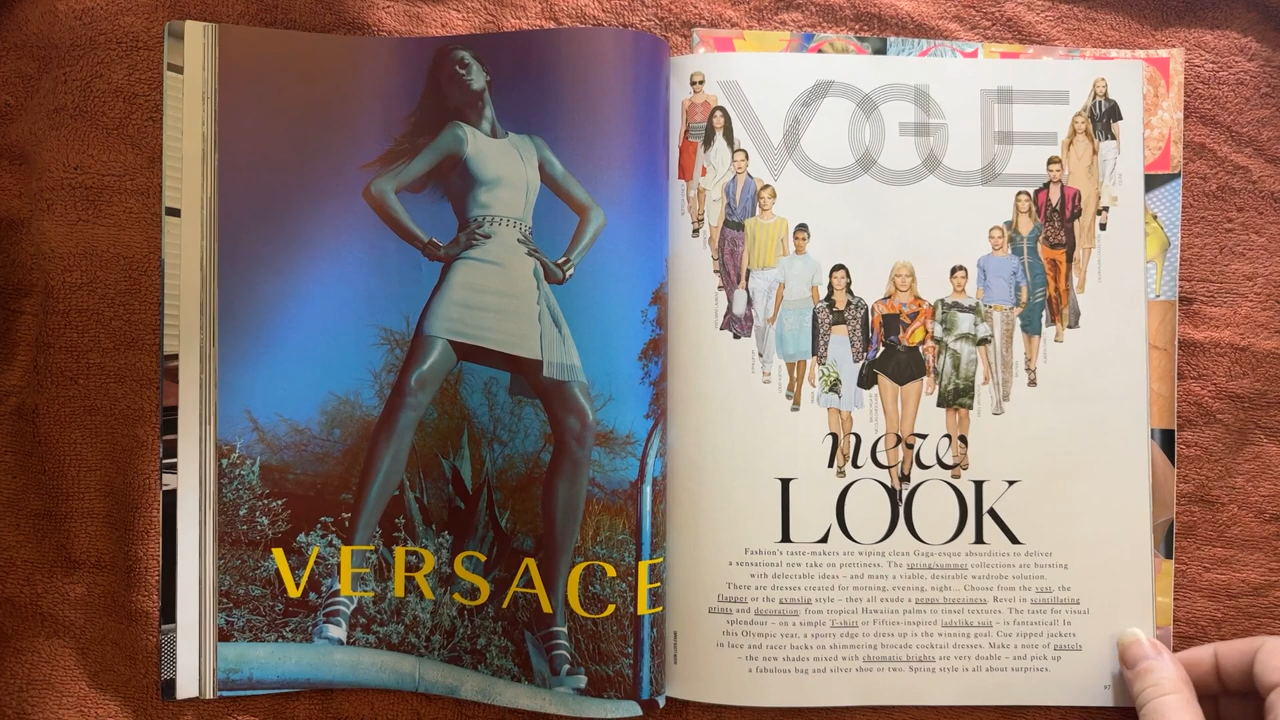 VERSACE
VOGUE
new
LOOK
Fashion's taste-makers are wiping clean Gaga-esque absurdities to deliver
a sensational new take on prettiness. The spring/summer collections are bursting
with delectable ideas – and many a viable, desirable wardrobe solution.
There are dresses created for morning, evening, night... Choose from the vest, the
flapper or the gymslip style – they all exude a peppy breeziness. Revel in scintillating
prints and decoration: from tropical Hawaiian palms to tinsel textures. The taste for visual
splendour – on a simple T-shirt or Fifties-inspired ladylike suit – is fantastical! In
this Olympic year, a sporty edge to dress up is the winning goal. Cue zipped jackets
in lace and racer backs on shimmering brocade cocktail dresses. Make a note of pastels
– the new shades mixed with chromatic brights are very doable – and pick up
a fabulous bag and silver shoe or two. Spring style is all about surprises.
97